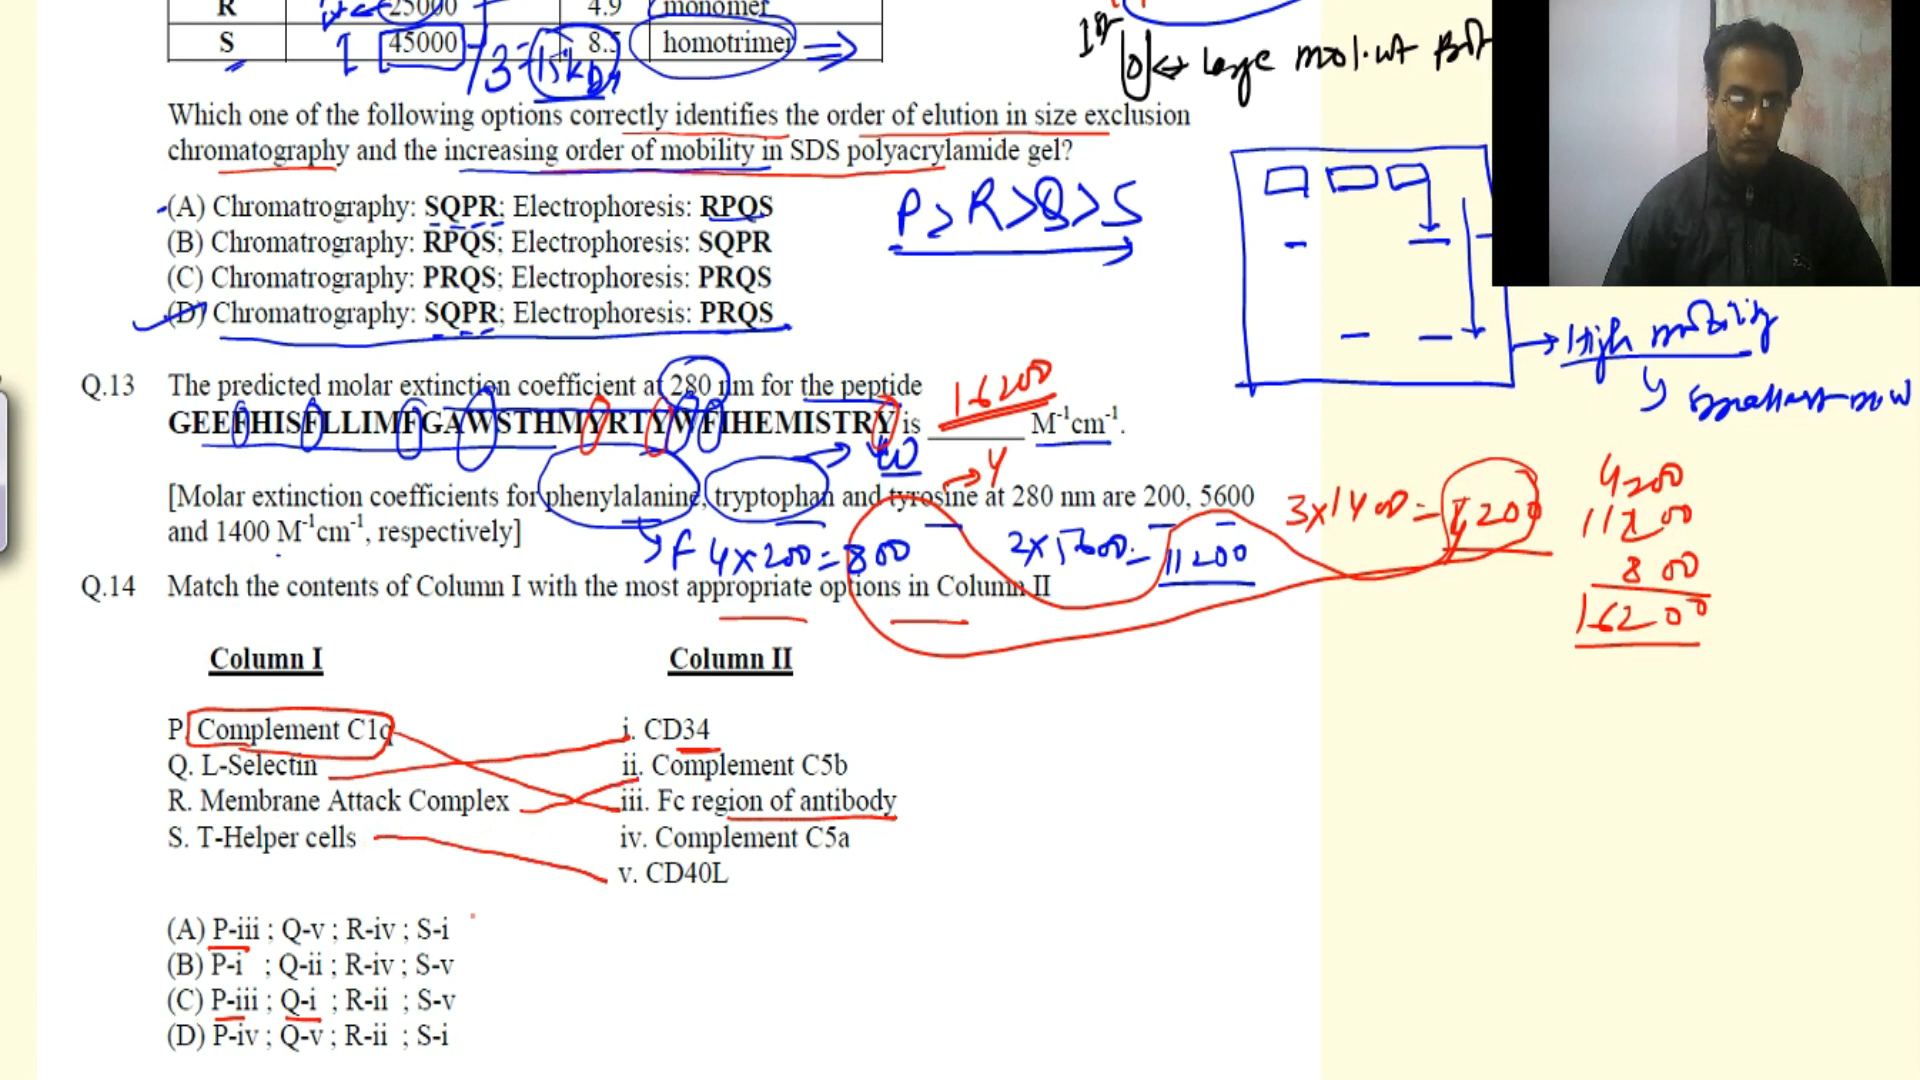 R 25000 4.9 monomer
S 45000 8.5 homotrimer
/3 = 15kDa
1st
Large mol.wt
Which one of the following options correctly identifies the order of elution in size exclusion
chromatography and the increasing order of mobility in SDS polyacrylamide gel?
(A) Chromatrography: SQPR; Electrophoresis: RPQS
(B) Chromatrography: RPQS; Electrophoresis: SQPR
(C) Chromatrography: PRQS; Electrophoresis: PRQS
(D) Chromatrography: SQPR; Electrophoresis: PRQS
P > R > Q > S
High mobility
Q.13 The predicted molar extinction coefficient at 280 nm for the peptide
GEEFHISFLLIMFGAWSTHMYRTYWFIHEMISTRY is 16200 M-1cm-1.
W
Y
[Molar extinction coefficients for phenylalanine, tryptophan and tyrosine at 280 nm are 200, 5600
and 1400 M-1cm-1, respectively]
F 4 x 200 = 800
2 x 5600 = 11200
3 x 1400 = 4200
4200
11200
800
16200
Q.14 Match the contents of Column I with the most appropriate options in Column II
Column I Column II
P. Complement C1q i. CD34
Q. L-Selectin ii. Complement C5b
R. Membrane Attack Complex iii. Fc region of antibody
S. T-Helper cells iv. Complement C5a
v. CD40L
(A) P-iii ; Q-v ; R-iv ; S-i
(B) P-i ; Q-ii ; R-iv ; S-v
(C) P-iii ; Q-i ; R-ii ; S-v
(D) P-iv ; Q-v ; R-ii ; S-i